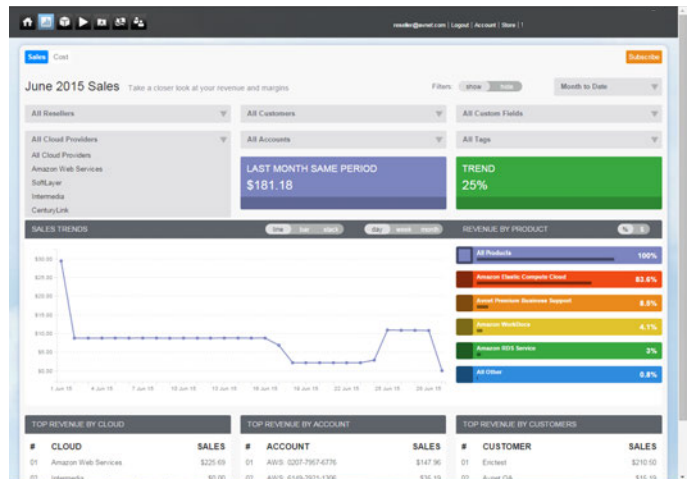 reseller@avnet.com | Logout | Account | Store | 1
Sales Cost
Subscribe
June 2015 Sales Take a closer look at your revenue and margins
Filters: show hide
Month to Date
All Resellers
All Customers
All Custom Fields
All Cloud Providers
All Accounts
All Tags
All Cloud Providers
Amazon Web Services
SoftLayer
Intermedia
CenturyLink
LAST MONTH SAME PERIOD
$181.18
TREND
25%
SALES TRENDS
line bar stack
day week month
REVENUE BY PRODUCT
% $
$30.00
$25.00
$20.00
$15.00
$10.00
$5.00
$0.00
1 Jun 15 4 Jun 15 7 Jun 15 10 Jun 15 13 Jun 15 16 Jun 15 19 Jun 15 22 Jun 15 25 Jun 15 28 Jun 15
All Products 100%
Amazon Elastic Compute Cloud 83.6%
Avnet Premium Business Support
Amazon WorkDocs 4.1%
Amazon RDS Service 3%
All Other 0.8%
TOP REVENUE BY CLOUD
# CLOUD SALES
01 Amazon Web Services $225.69
02 Intermedia $0.00
TOP REVENUE BY ACCOUNT
# ACCOUNT SALES
01 AWS: 0207-7957-6776 $147.96
TOP REVENUE BY CUSTOMERS
# CUSTOMER SALES
01 $210.50
02 Avnet QA $15.19